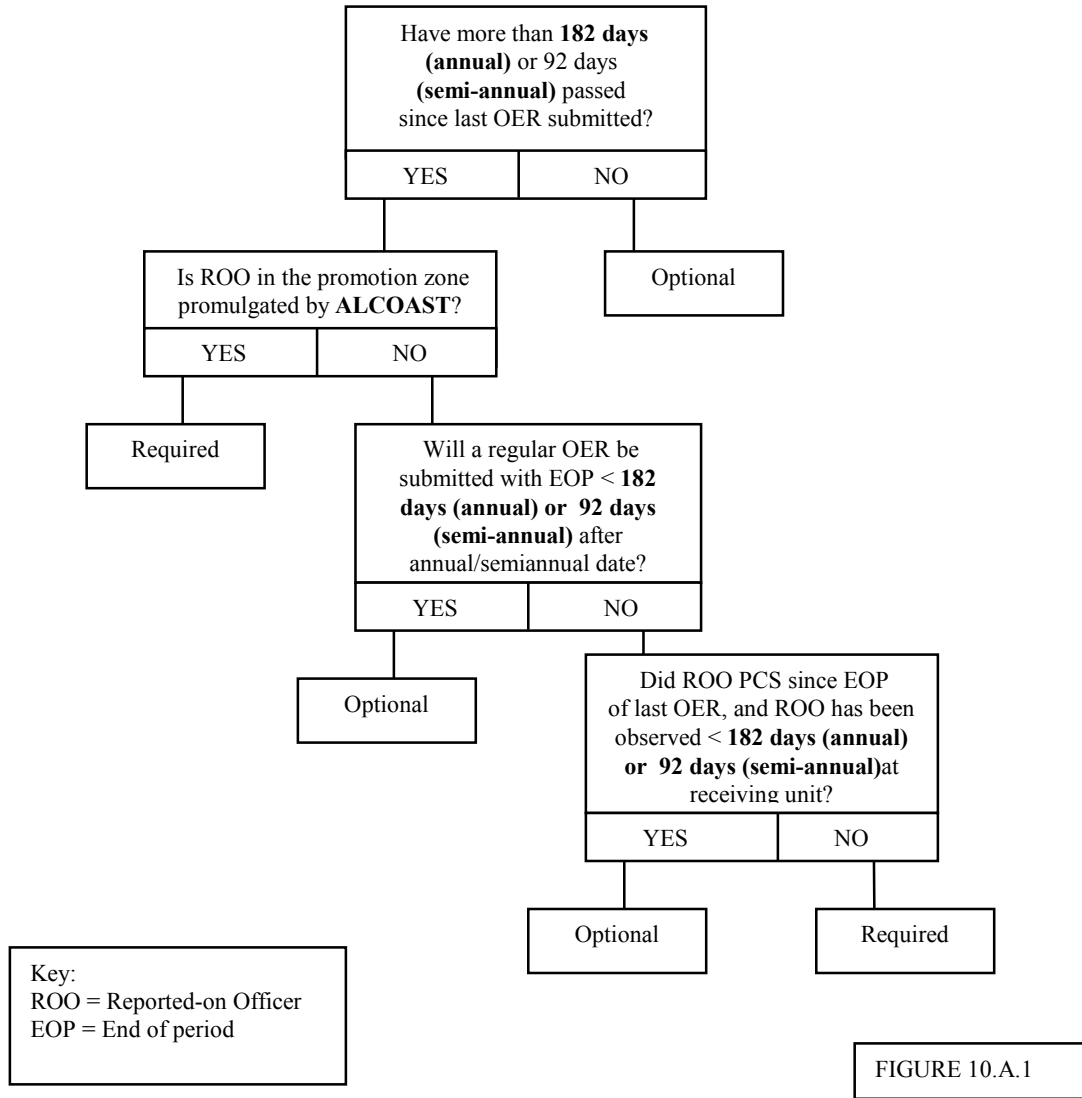 Have more than 182 days
(annual) or 92 days
(semi-annual) passed
since last OER submitted?
YES NO
Is ROO in the promotion zone
promulgated by ALCOAST?
Optional
YES NO
Required
Will a regular OER be
submitted with EOP < 182
days (annual) or 92 days
(semi-annual) after
annual/semiannual date?
YES NO
Optional
Did ROO PCS since EOP
of last OER, and ROO has been
observed < 182 days (annual)
or 92 days (semi-annual)at
receiving unit?
YES NO
Optional Required
Key:
ROO = Reported-on Officer
EOP = End of period
FIGURE 10.A.1